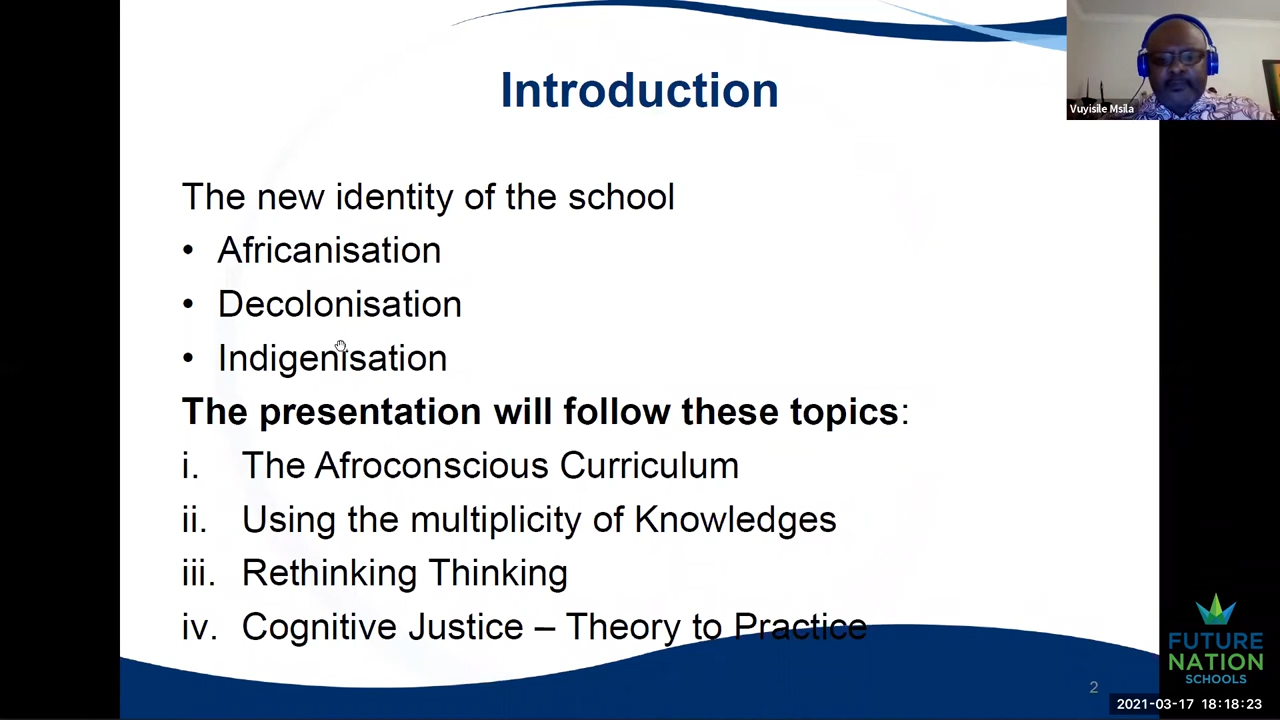 Introduction
Vuyisile Msila
The new identity of the school
• Africanisation
• Decolonisation
• Indigenisation
The presentation will follow these topics:
i. The Afroconscious Curriculum
ii. Using the multiplicity of Knowledges
iii. Rethinking Thinking
iv. Cognitive Justice – Theory to Practice
FUTURE
NATION
SCHOOLS
2
2021-03-17 18:18:23